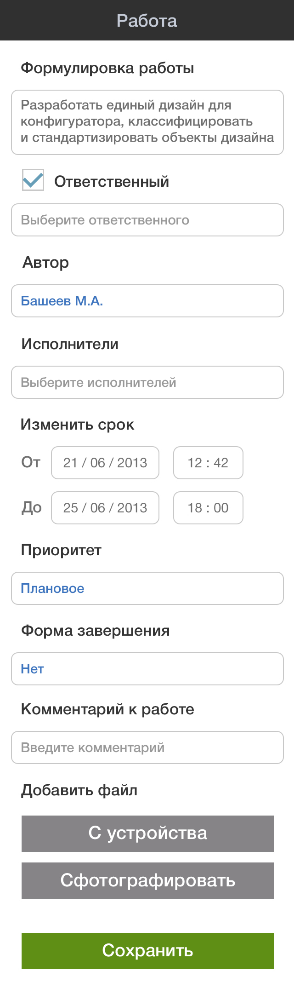 Работа
Формулировка работы
Разработать единый дизайн для
конфигуратора, классифицировать
и стандартизировать объекты дизайна
Ответственный
Выберите ответственного
Автор
Башеев М.А.
Исполнители
Выберите исполнителей
Изменить срок
От 21 / 06 / 2013 12 : 42
До 25 / 06 / 2013 18 : 00
Приоритет
Плановое
Форма завершения
Нет
Комментарий к работе
Введите комментарий
Добавить файл
С устройства
Сфотографировать
Сохранить